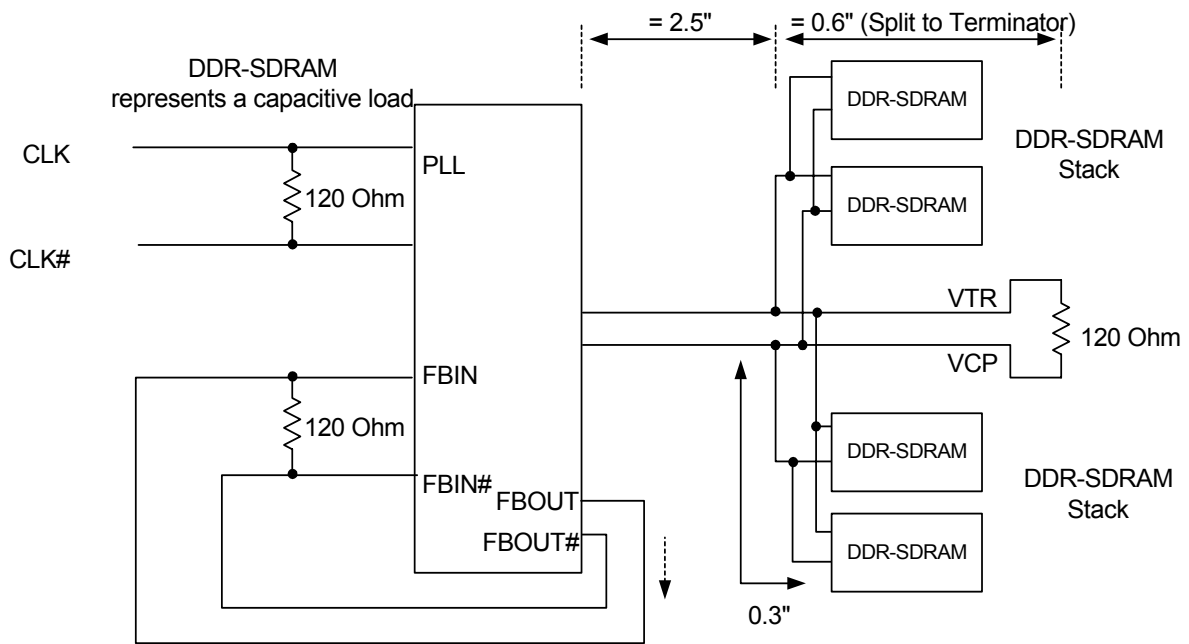 = 2.5"
= 0.6" (Split to Terminator)
DDR-SDRAM
represents a capacitive load
CLK
120 Ohm
CLK#
PLL
FBIN
120 Ohm
FBIN#
FBOUT
FBOUT#
DDR-SDRAM
DDR-SDRAM
DDR-SDRAM
Stack
VTR
120 Ohm
VCP
DDR-SDRAM
DDR-SDRAM
DDR-SDRAM
Stack
0.3"